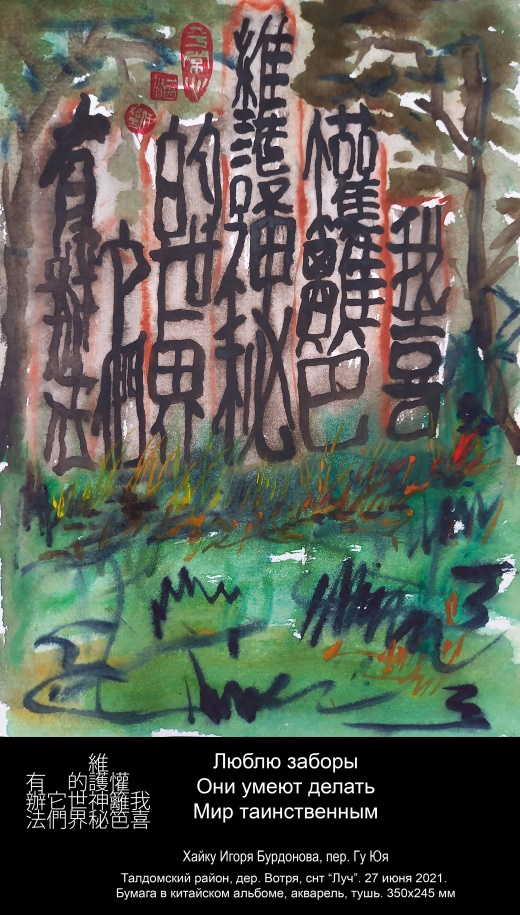 我喜
懽籬笆
維護神秘
的世界
它們
有辦法
我喜
懽籬笆
維護神秘
的世界
它們
有辦法
Люблю заборы
Они умеют делать
Мир таинственным
Хайку Игоря Бурдонова, пер. Гу Юя
Талдомский район, дер. Вотря, снт “Луч”. 27 июня 2021.
Бумага в китайском альбоме, акварель, тушь. 350х245 мм